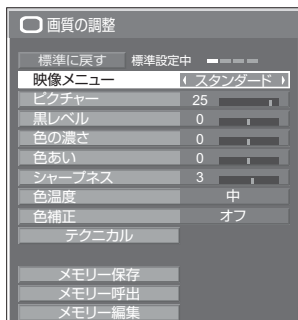 画質の調整
標準に戻す 標準設定中
映像メニュー スタンダード
ピクチャー 25
黒レベル 0
色の濃さ 0
色あい 0
シャープネス 3
色温度 中
色補正 オフ
テクニカル
メモリー保存
メモリー呼出
メモリー編集